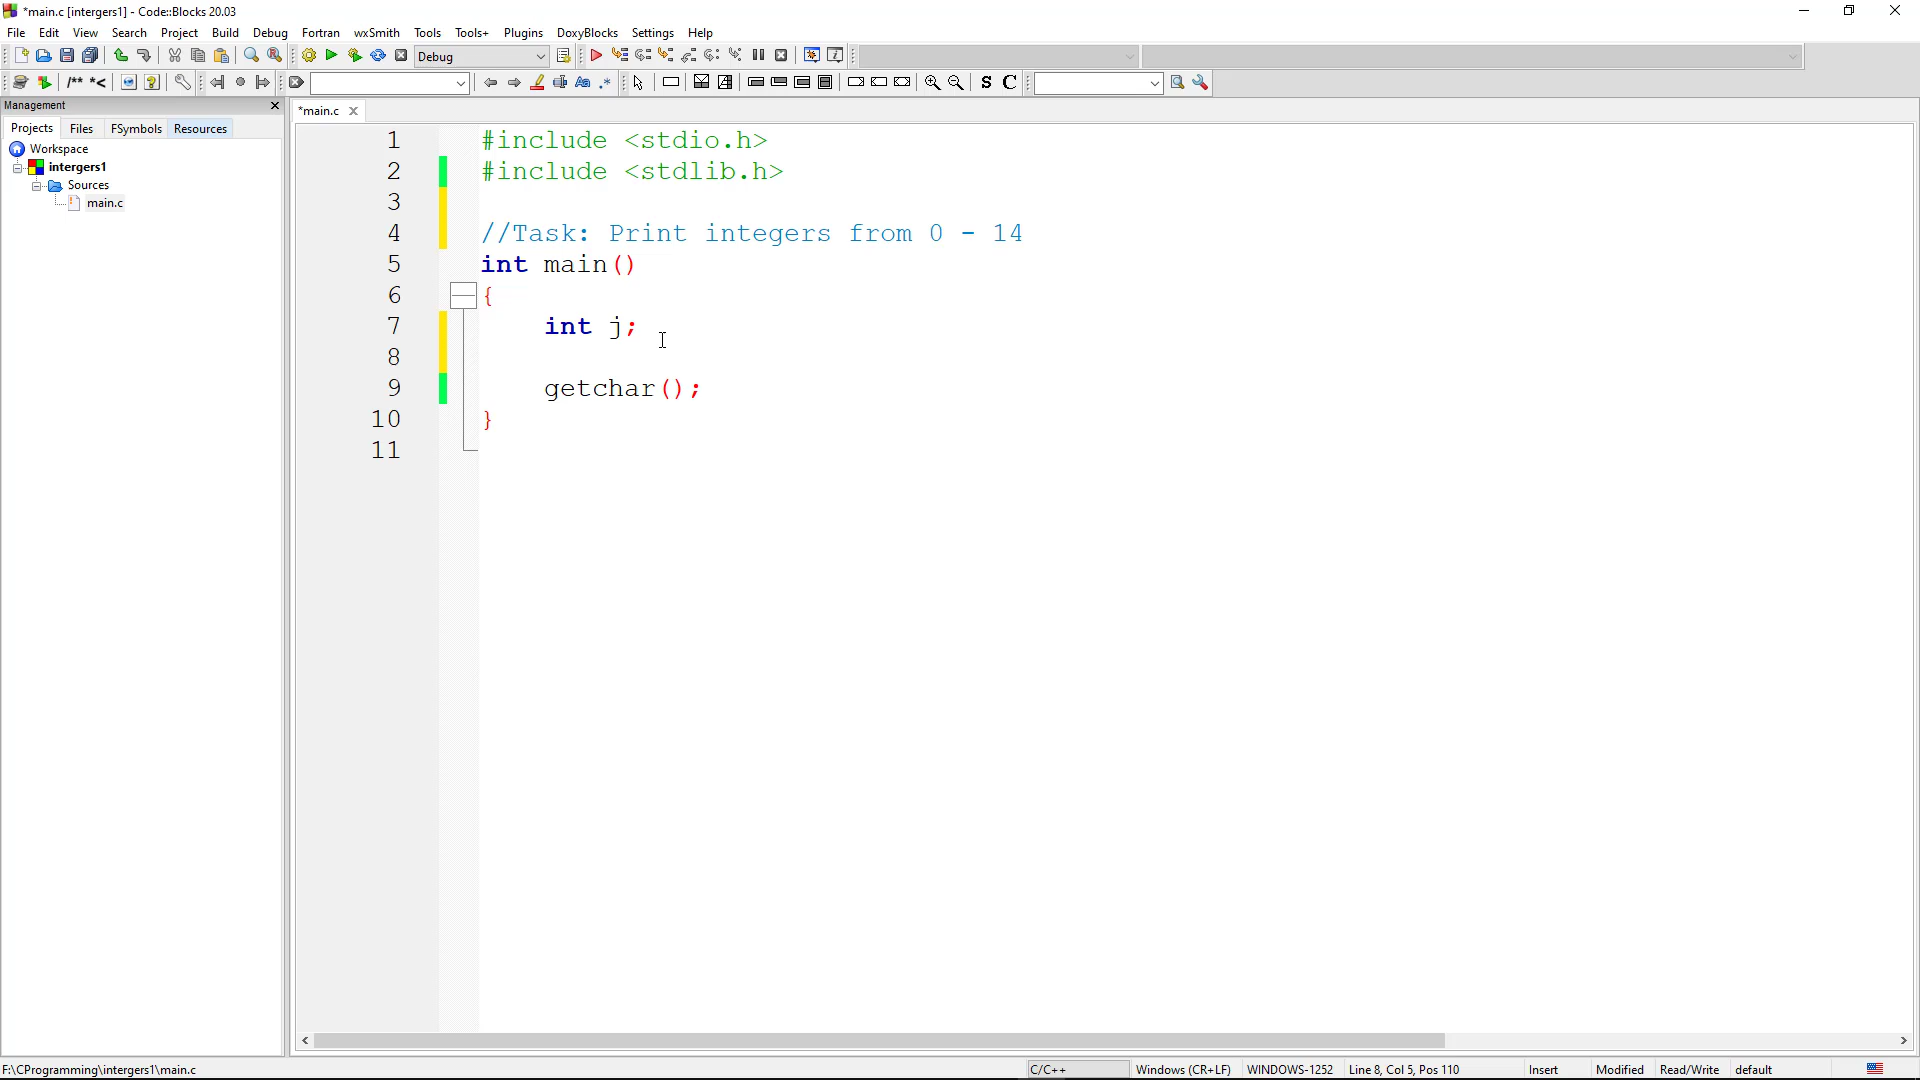 *main.c [intergers1] - Code::Blocks 20.03
File Edit View Search Project Build Debug Fortran wxSmith Tools Tools+ Plugins DoxyBlocks Settings Help
Debug
/** *< Aa .* S C
Management
Projects Files FSymbols Resources
Workspace
intergers1
Sources
main.c
*main.c
1 #include <stdio.h>
2 #include <stdlib.h>
3
4 //Task: Print integers from 0 - 14
5 int main()
6 {
7 int j;
8
9 getchar();
10 }
11
F:\CProgramming\intergers1\main.c C/C++ Windows (CR+LF) WINDOWS-1252 Line 8, Col 5, Pos 110 Insert Modified Read/Write default